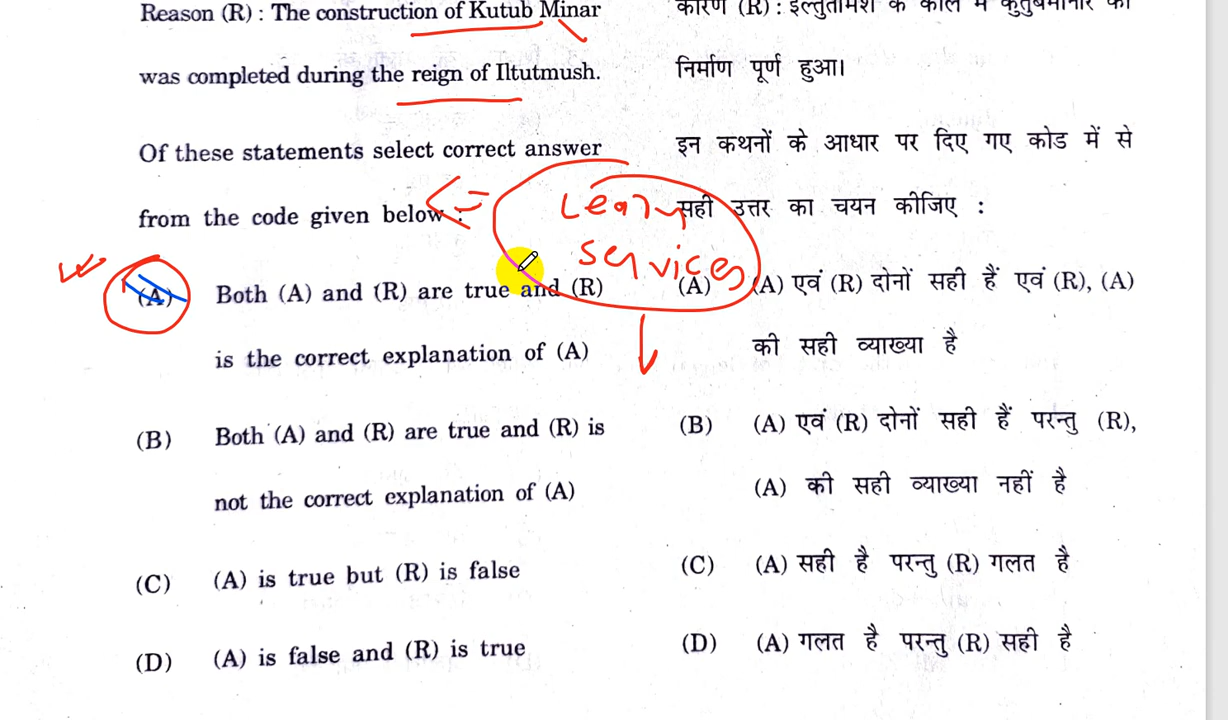 Reason (R) : The construction of Kutub Minar
was completed during the reign of Iltutmush.
Of these statements select correct answer
from the code given below :
(A) Both (A) and (R) are true and (R)
is the correct explanation of (A)
(B) Both (A) and (R) are true and (R) is
not the correct explanation of (A)
(C) (A) is true but (R) is false
(D) (A) is false and (R) is true
Learn
services
कारण (R) : इल्तुतमिश के काल में कुतुबमीनार का
निर्माण पूर्ण हुआ।
इन कथनों के आधार पर दिए गए कोड में से
सही उत्तर का चयन कीजिए :
(A) (A) एवं (R) दोनों सही हैं एवं (R), (A)
की सही व्याख्या है
(B) (A) एवं (R) दोनों सही हैं परन्तु (R),
(A) की सही व्याख्या नहीं है
(C) (A) सही है परन्तु (R) गलत है
(D) (A) गलत है परन्तु (R) सही है